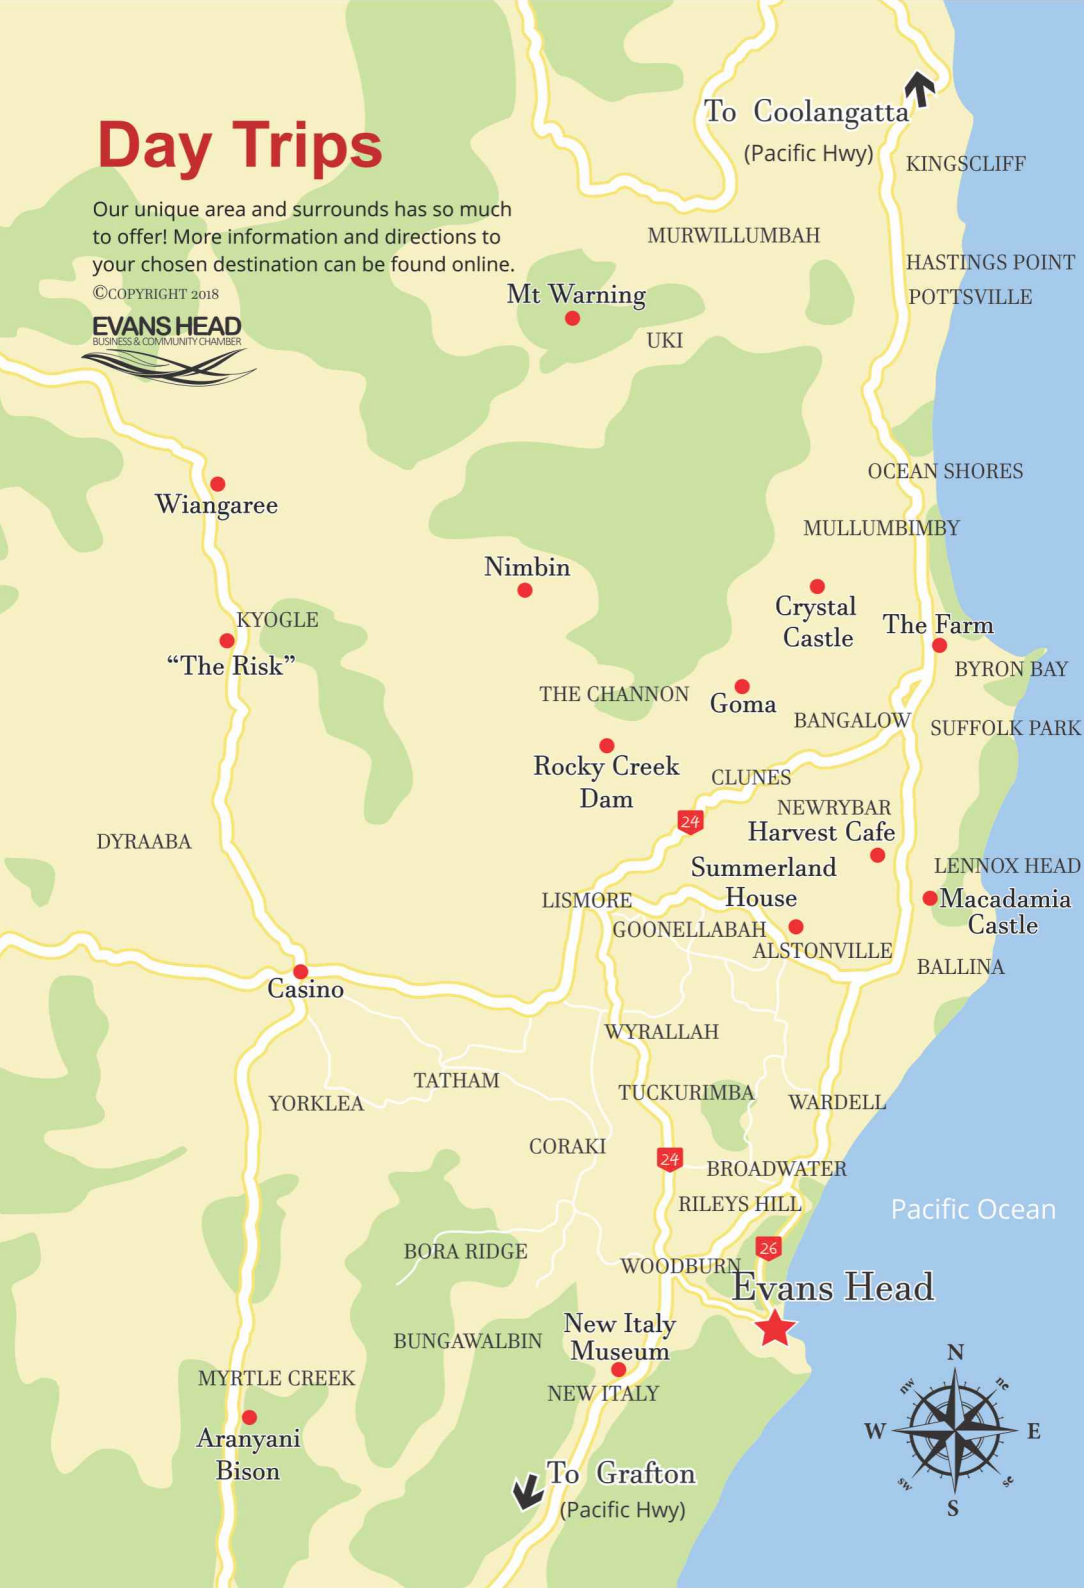 To Coolangatta
(Pacific Hwy)
Day Trips
KINGSCLIFF
Our unique area and surrounds has so much
to offer! More information and directions to
your chosen destination can be found online.
©COPYRIGHT 2018
EVANS HEAD
BUSINESS & COMMUNITY CHAMBER
MURWILLUMBAH
HASTINGS POINT
Mt Warning
POTTSVILLE
UKI
OCEAN SHORES
Wiangaree
MULLUMBIMBY
Nimbin
Crystal
Castle
The Farm
KYOGLE
"The Risk"
BYRON BAY
THE CHANNON
Goma
BANGALOW
SUFFOLK PARK
Rocky Creek
Dam
CLUNES
NEWRYBAR
24
Harvest Cafe
DYRAABA
Summerland
House
LENNOX HEAD
LISMORE
Macadamia
Castle
GOONELLABAH
ALSTONVILLE
BALLINA
Casino
WYRALLAH
TATHAM
TUCKURIMBA
WARDELL
YORKLEA
CORAKI
24
BROADWATER
RILEYS HILL
Pacific Ocean
BORA RIDGE
26
WOODBURN
Evans Head
New Italy
Museum
BUNGAWALBIN
MYRTLE CREEK
NEW ITALY
Aranyani
Bison
To Grafton
(Pacific Hwy)
N
nw
ne
W
E
sw
se
S